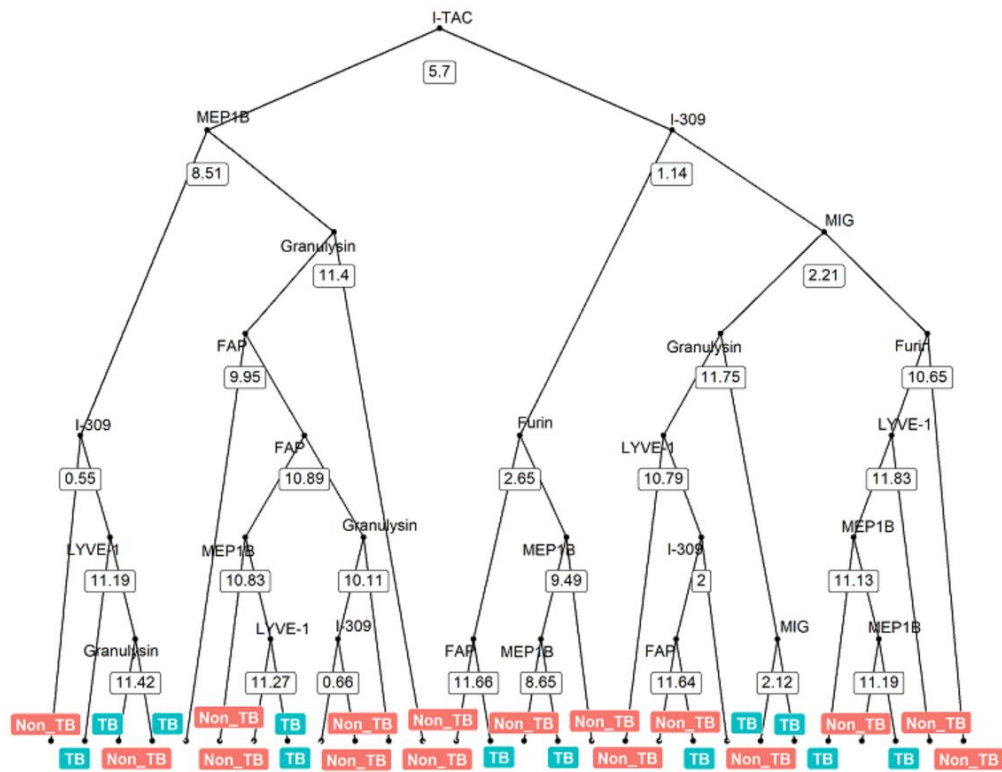 I-TAC
5.7
MEP1B
I-309
8.51
1.14
MIG
Granulysin
11.4
2.21
FAP
Granulysin
Furin
9.95
11.75
10.65
I-309
FAP
Furin
LYVE-1
LYVE-1
0.55
10.89
2.65
10.79
11.83
LYVE-1
MEP1B
Granulysin
MEP1B
I-309
MEP1B
11.19
10.83
10.11
9.49
2
11.13
Granulysin
LYVE-1
I-309
FAP
MEP1B
FAP
MIG
MEP1B
11.42
11.27
0.66
11.66
8.65
11.64
2.12
11.19
Non_TB TB TB Non_TB TB Non_TB Non_TB Non_TB TB Non_TB Non_TB TB TB Non_TB Non_TB
TB Non_TB Non_TB TB Non_TB Non_TB TB TB Non_TB TB Non_TB TB TB Non_TB